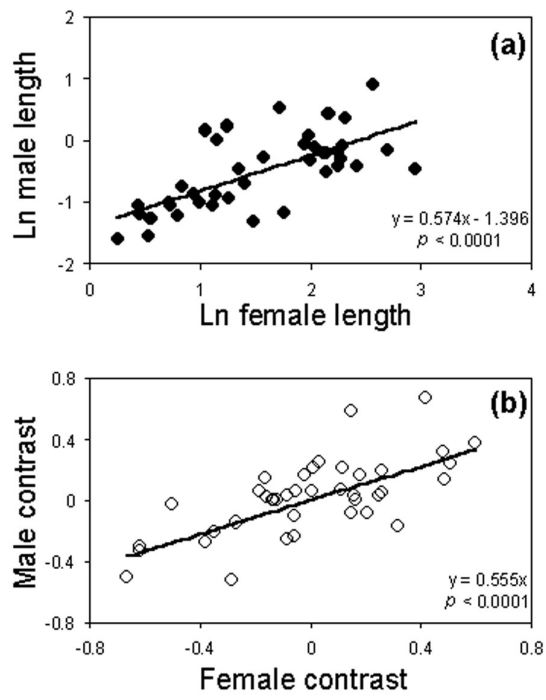 (a)
Ln male length
2
1
0
-1
-2
y = 0.574x - 1.396
p < 0.0001
0 1 2 3 4
Ln female length
(b)
Male contrast
0.8
0.4
0
-0.4
-0.8
y = 0.555x
p < 0.0001
-0.8 -0.4 0 0.4 0.8
Female contrast